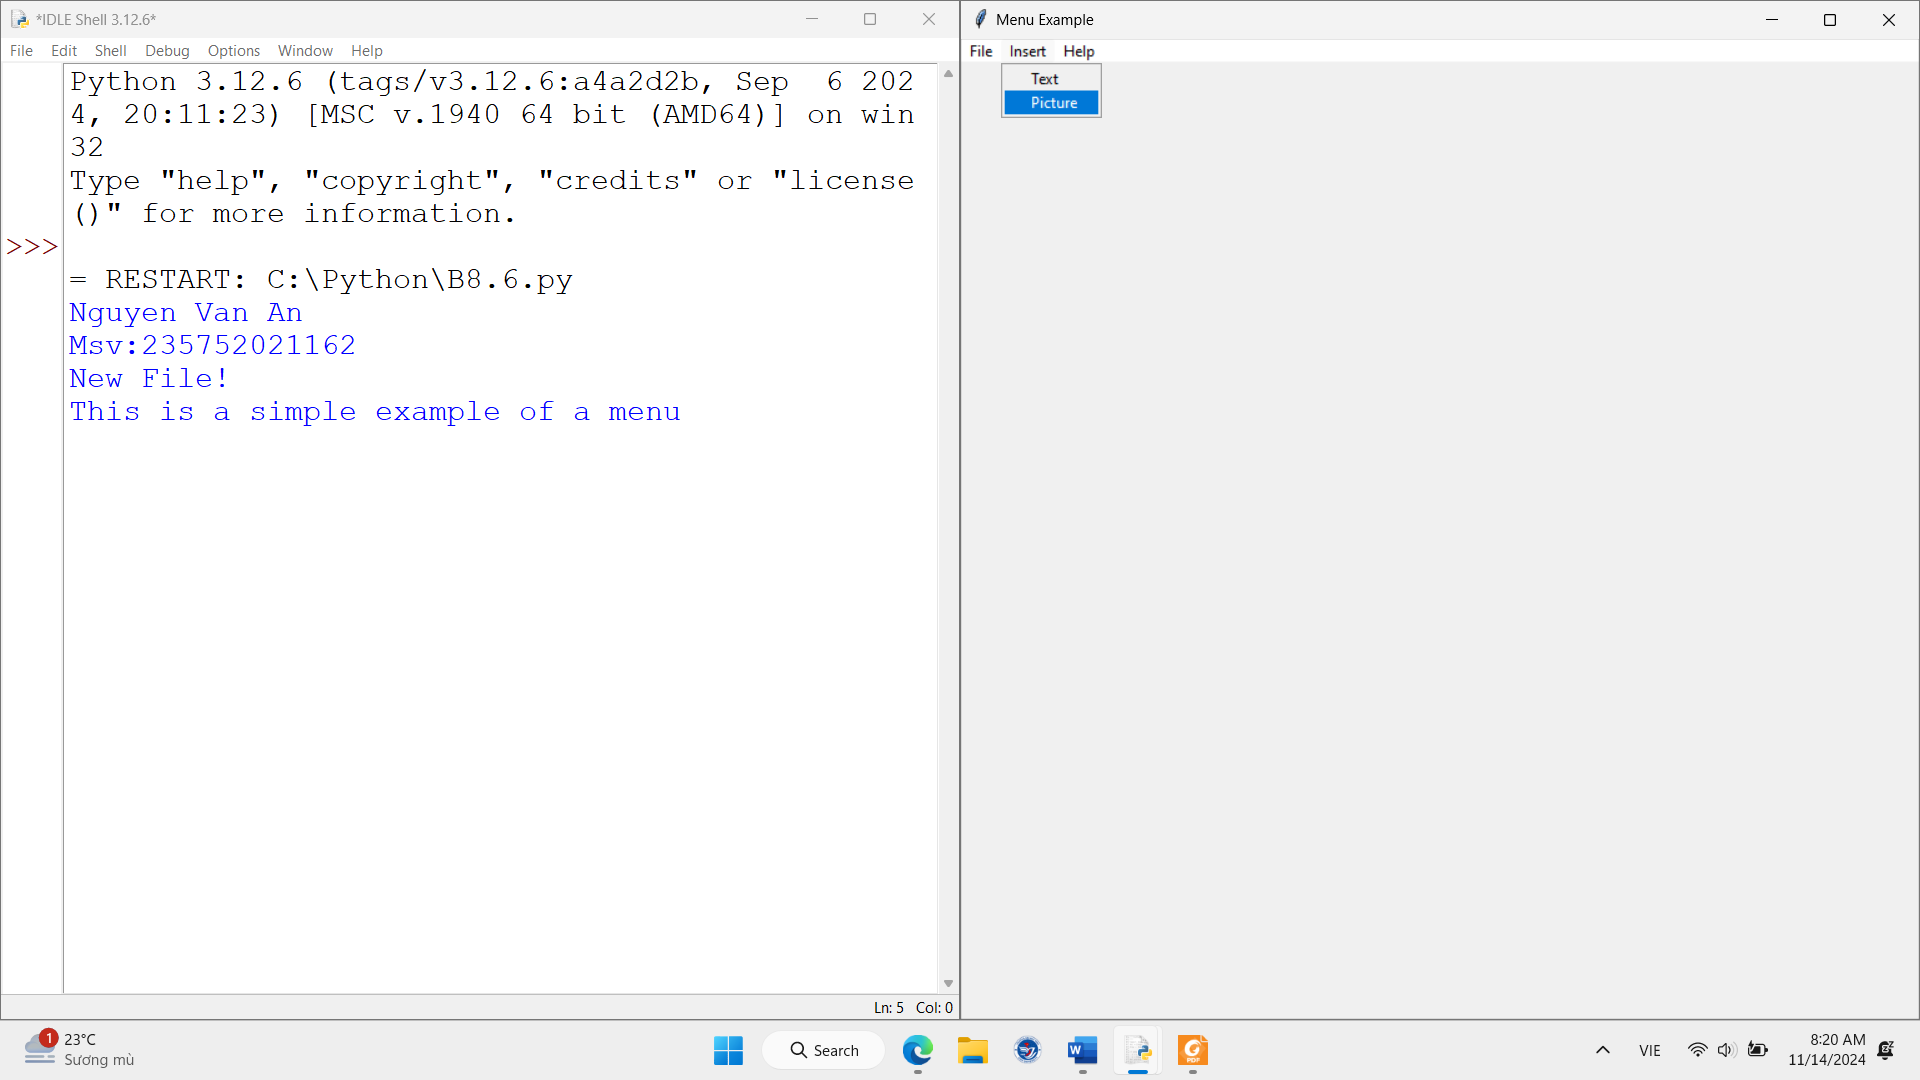 *IDLE Shell 3.12.6*
File Edit Shell Debug Options Window Help
Python 3.12.6 (tags/v3.12.6:a4a2d2b, Sep  6 202
4, 20:11:23) [MSC v.1940 64 bit (AMD64)] on win
32
Type "help", "copyright", "credits" or "license
()" for more information.
>>>
= RESTART: C:\Python\B8.6.py
Nguyen Van An
Msv:235752021162
New File!
This is a simple example of a menu
Ln: 5 Col: 0
Menu Example
File Insert Help
Text
Picture
1
23°C
Sương mù
Search
W
PDF
VIE
8:20 AM
11/14/2024